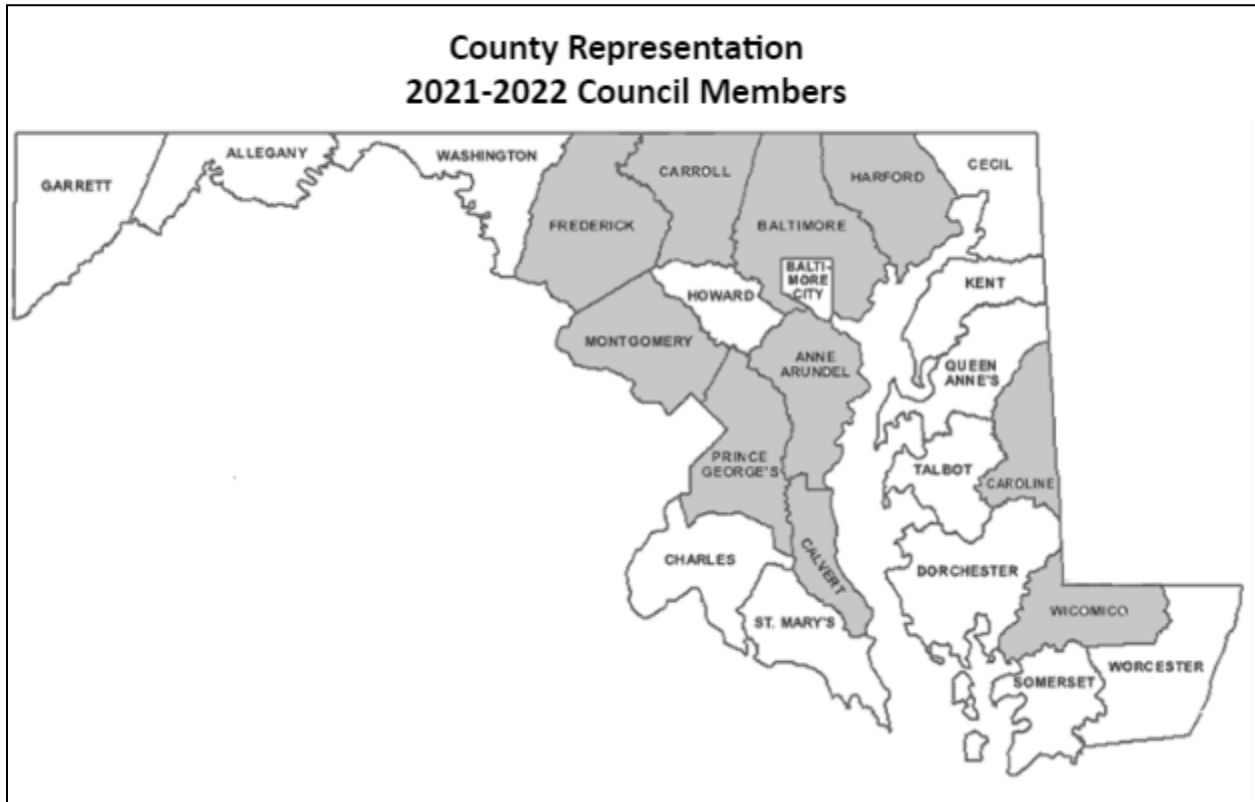 County Representation
2021-2022 Council Members
GARRETT
ALLEGANY
WASHINGTON
FREDERICK
CARROLL
BALTIMORE
HARFORD
CECIL
BALTI-
MORE
CITY
HOWARD
KENT
MONTGOMERY
ANNE
ARUNDEL
QUEEN
ANNE'S
PRINCE
GEORGE'S
TALBOT
CAROLINE
CHARLES
CALVERT
DORCHESTER
ST. MARY'S
WICOMICO
SOMERSET
WORCESTER